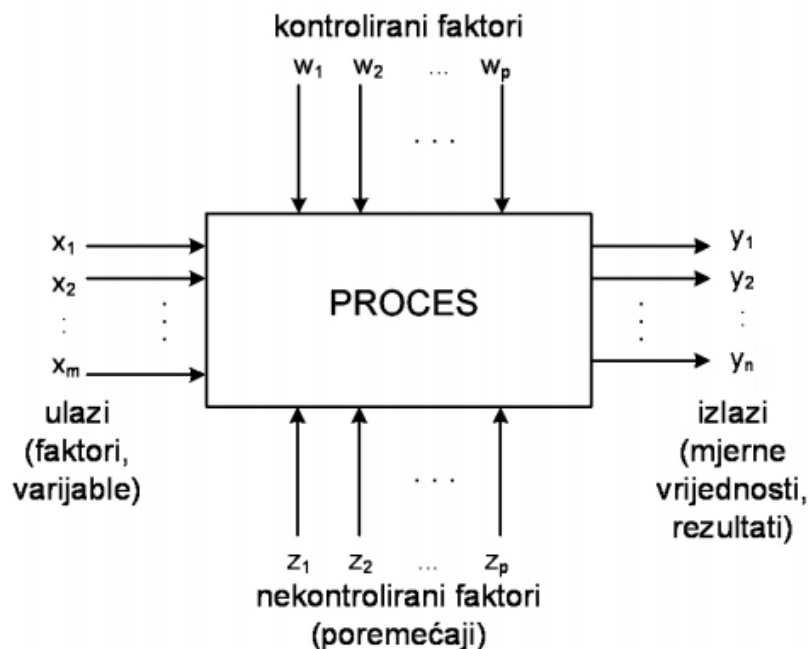 kontrolirani faktori
w₁ w₂ ... wₚ
. . .
x₁
x₂
⋮
xₘ
ulazi
(faktori,
varijable)
⋮
PROCES
⋮
y₁
y₂
⋮
yₙ
izlazi
(mjerne
vrijednosti,
rezultati)
. . .
z₁ z₂ ... zₚ
nekontrolirani faktori
(poremećaji)